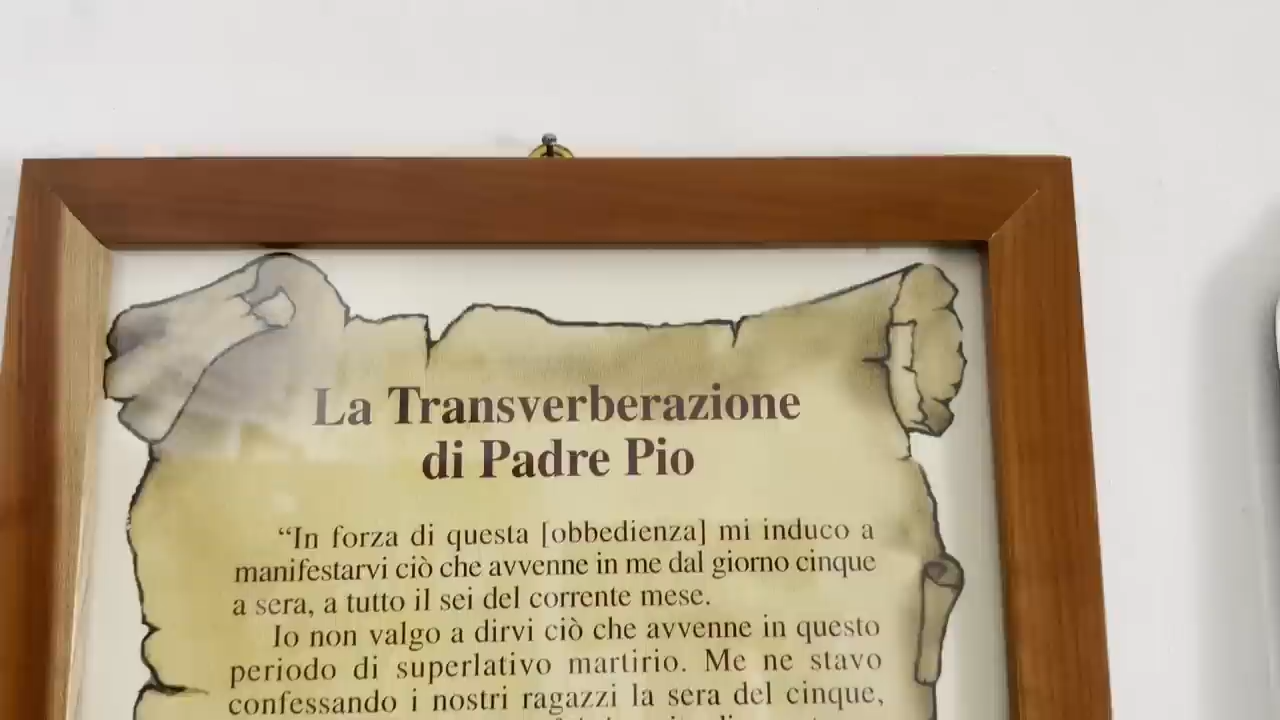 La Transverberazione
di Padre Pio
“In forza di questa [obbedienza] mi induco a
manifestarvi ciò che avvenne in me dal giorno cinque
a sera, a tutto il sei del corrente mese.
Io non valgo a dirvi ciò che avvenne in questo
periodo di superlativo martirio. Me ne stavo
confessando i nostri ragazzi la sera del cinque,